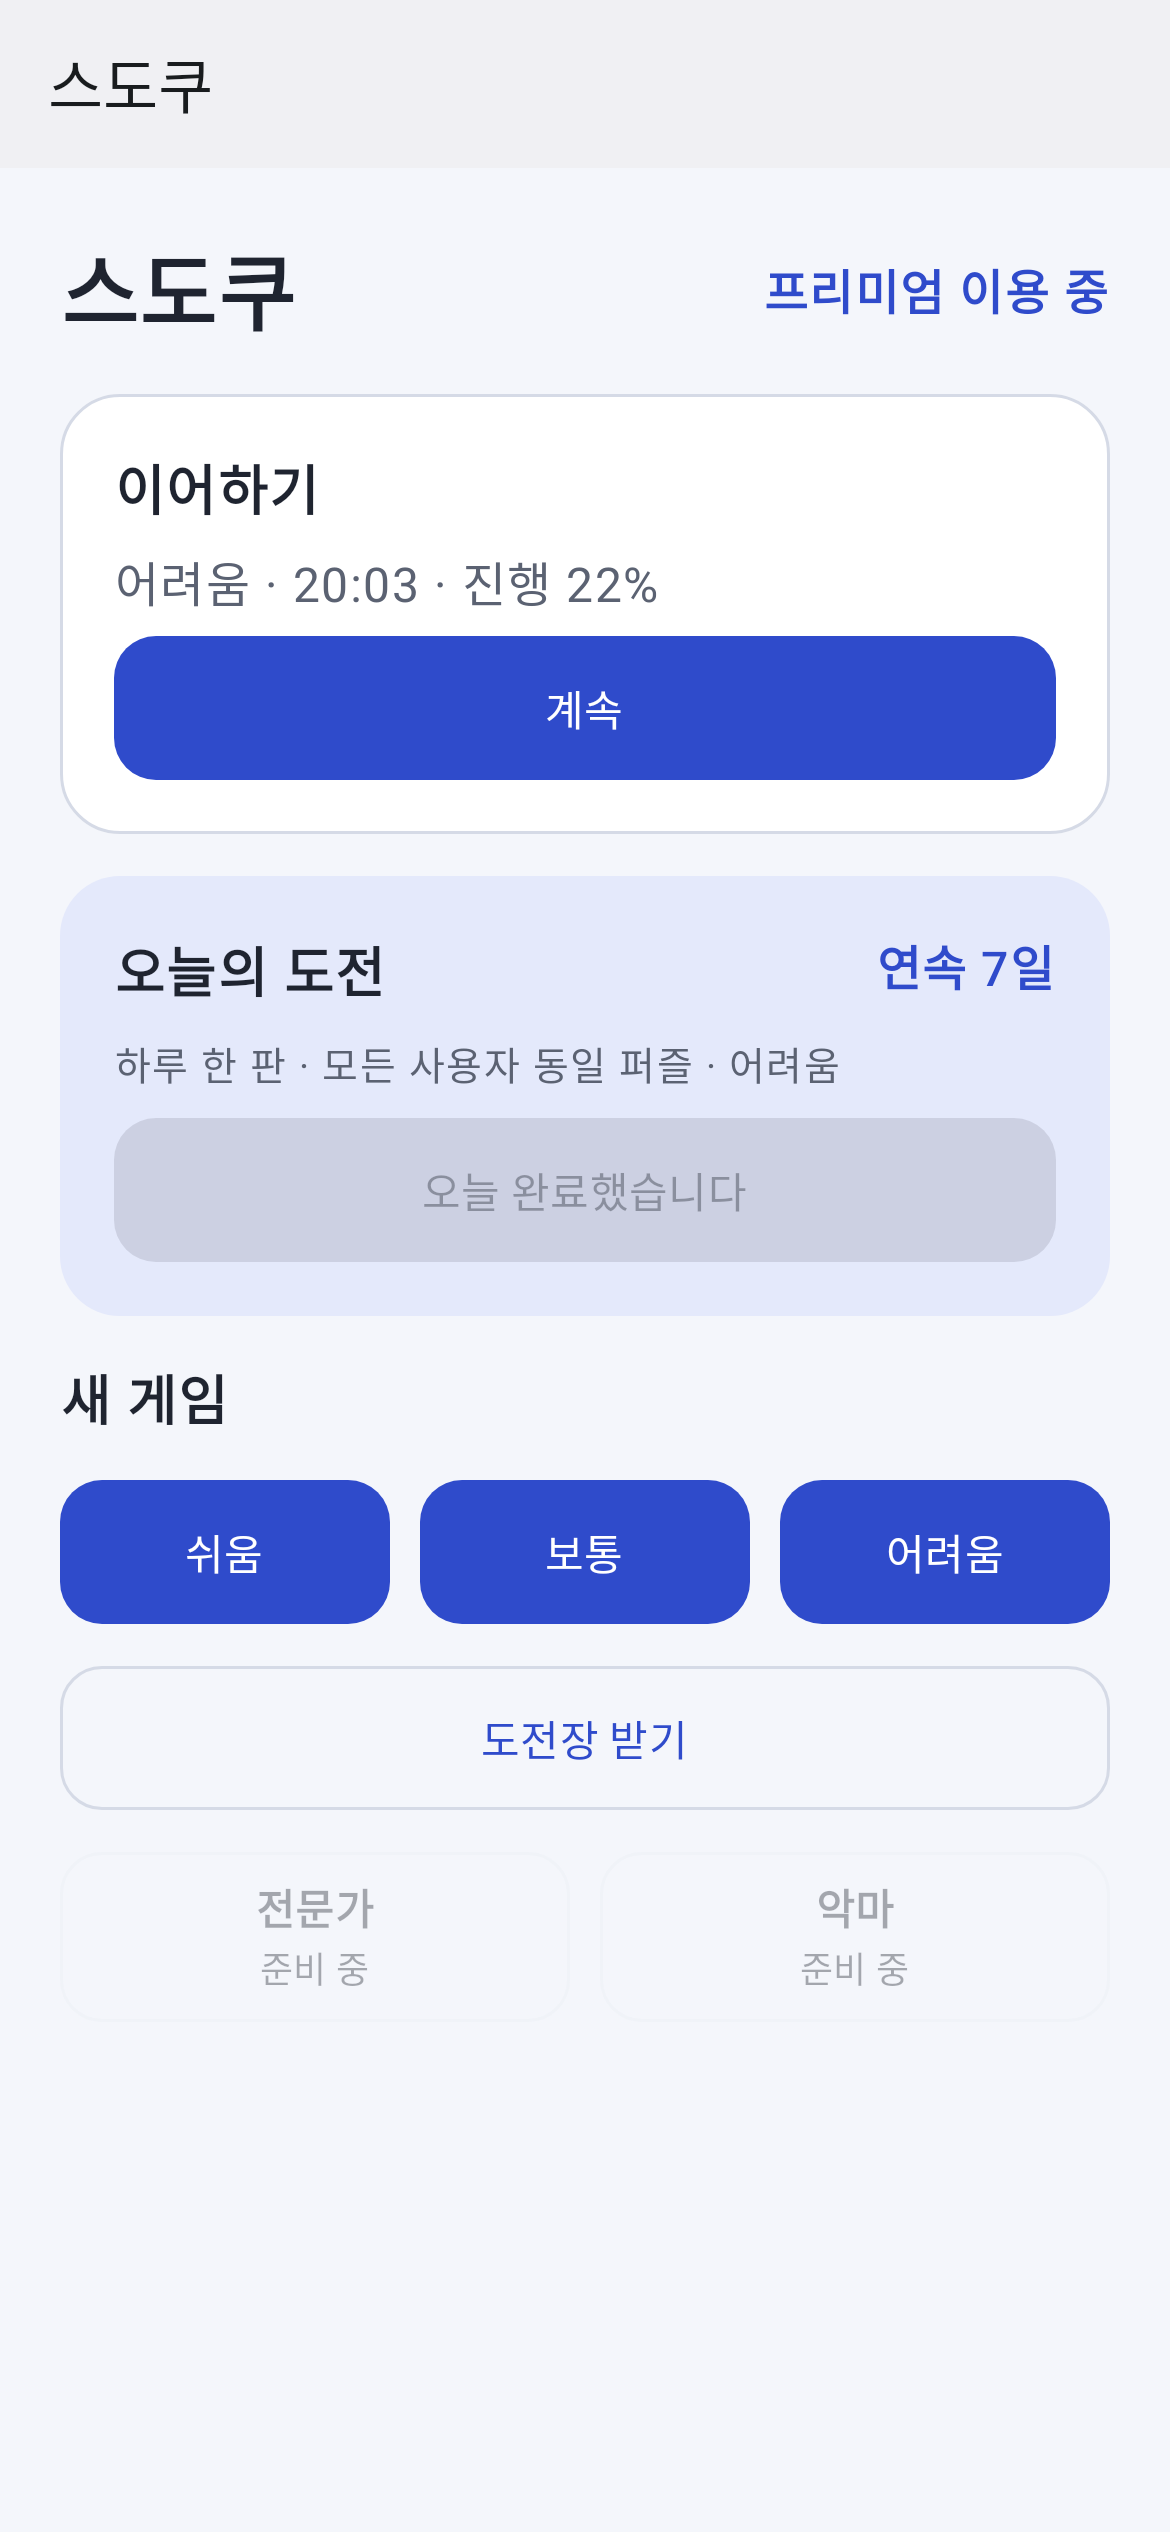 스도쿠
스도쿠
프리미엄 이용 중
이어하기
어려움 · 20:03 · 진행 22%
계속
오늘의 도전
연속 7일
하루 한 판 · 모든 사용자 동일 퍼즐 · 어려움
오늘 완료했습니다
새 게임
쉬움
보통
어려움
도전장 받기
전문가
준비 중
악마
준비 중